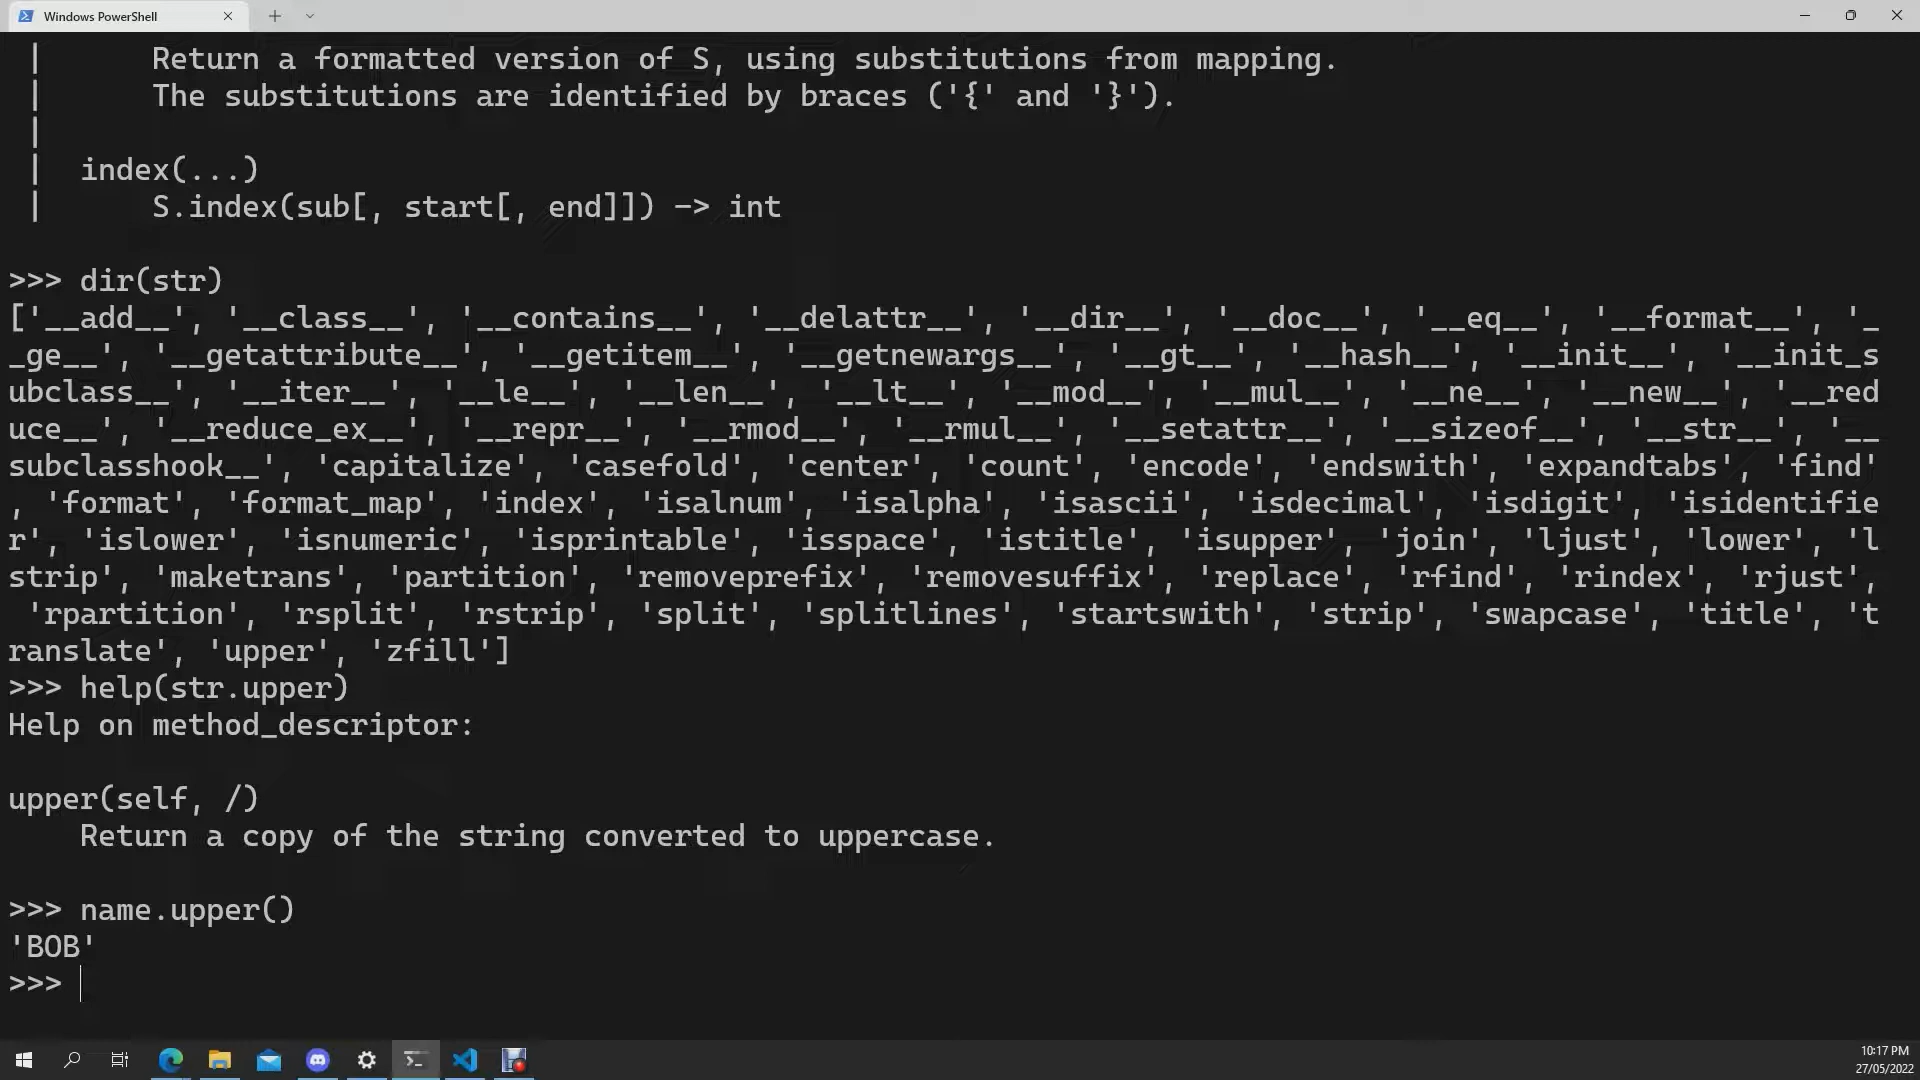 Windows PowerShell
|      Return a formatted version of S, using substitutions from mapping.
|      The substitutions are identified by braces ('{' and '}').
|
|  index(...)
|      S.index(sub[, start[, end]]) -> int
>>> dir(str)
['__add__', '__class__', '__contains__', '__delattr__', '__dir__', '__doc__', '__eq__', '__format__', '_
_ge__', '__getattribute__', '__getitem__', '__getnewargs__', '__gt__', '__hash__', '__init__', '__init_s
ubclass__', '__iter__', '__le__', '__len__', '__lt__', '__mod__', '__mul__', '__ne__', '__new__', '__red
uce__', '__reduce_ex__', '__repr__', '__rmod__', '__rmul__', '__setattr__', '__sizeof__', '__str__', '__
subclasshook__', 'capitalize', 'casefold', 'center', 'count', 'encode', 'endswith', 'expandtabs', 'find'
, 'format', 'format_map', 'index', 'isalnum', 'isalpha', 'isascii', 'isdecimal', 'isdigit', 'isidentifie
r', 'islower', 'isnumeric', 'isprintable', 'isspace', 'istitle', 'isupper', 'join', 'ljust', 'lower', 'l
strip', 'maketrans', 'partition', 'removeprefix', 'removesuffix', 'replace', 'rfind', 'rindex', 'rjust',
 'rpartition', 'rsplit', 'rstrip', 'split', 'splitlines', 'startswith', 'strip', 'swapcase', 'title', 't
ranslate', 'upper', 'zfill']
>>> help(str.upper)
Help on method_descriptor:
upper(self, /)
    Return a copy of the string converted to uppercase.
>>> name.upper()
'BOB'
>>>
10:17 PM
27/05/2022